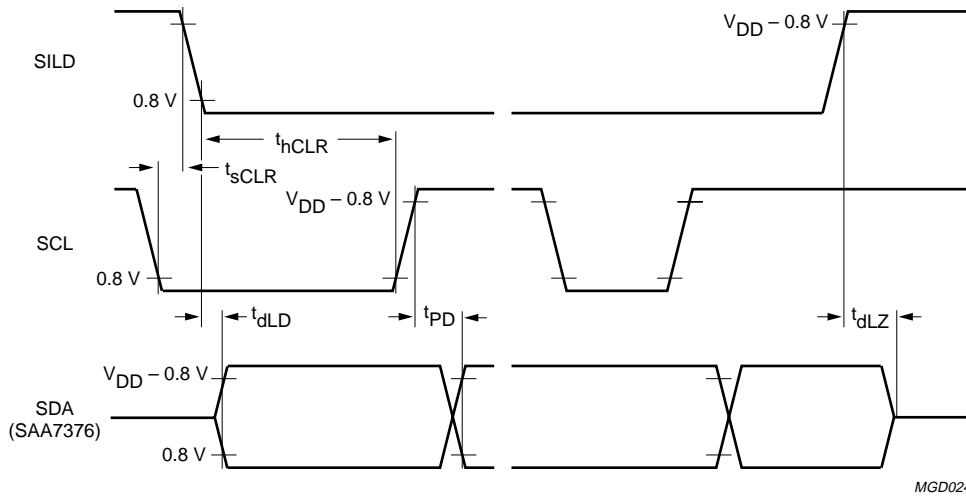 V_DD – 0.8 V
SILD
0.8 V
t_hCLR
t_sCLR
V_DD – 0.8 V
SCL
0.8 V
t_dLD
t_PD
t_dLZ
V_DD – 0.8 V
SDA
(SAA7376)
0.8 V
MGD024